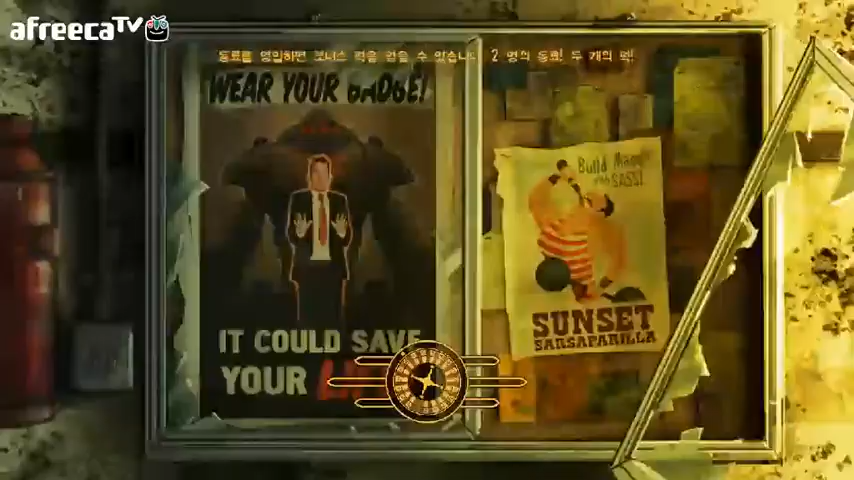 afreecaTV
동료를 영입하면 보너스 퍽을 얻을 수 있습니다. 2 명의 동료! 두 개의 퍽!
WEAR YOUR BADGE!
IT COULD SAVE
YOUR
Build
SASS!
SUNSET
SARSAPARILLA